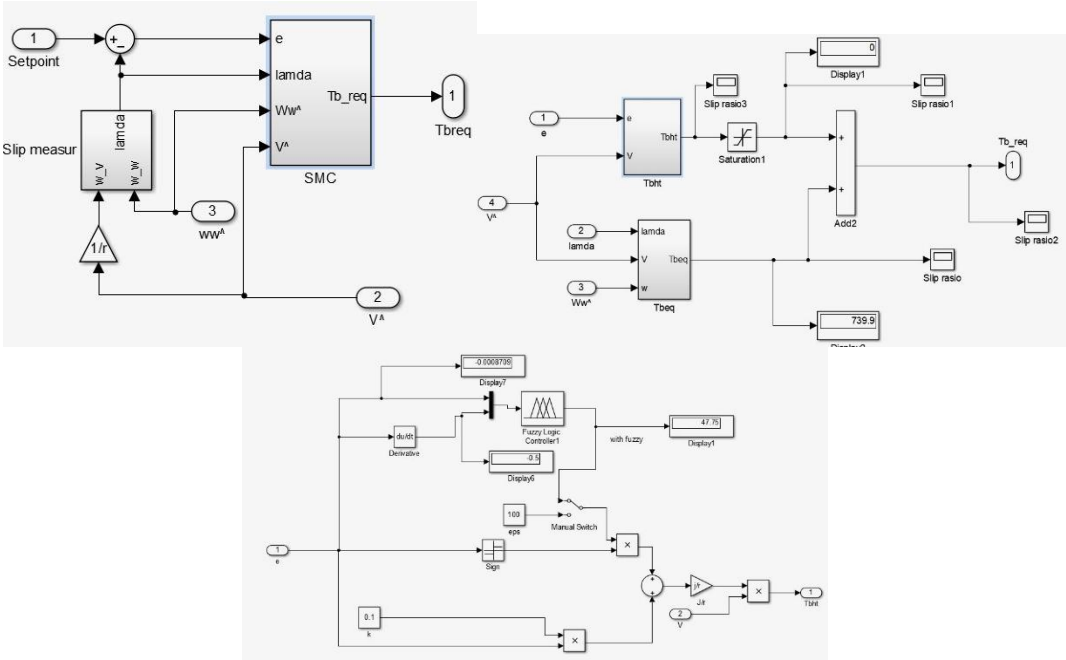 1
Setpoint
+
_
e
lamda
Ww^
V^
Tb_req
SMC
1
Tbreq
Slip measur
lamda
w_v
w_w
3
ww^
1/r
2
V^
0
Display1
Slip rasio3
Slip rasio1
1
e
e
V
Tbht
Tbht
Saturation1
+
+
Add2
Tb_req
1
Slip rasio2
4
V^
2
lamda
3
Ww^
lamda
V
w
Tbeq
Tbeq
Slip rasio
739.9
-0.0008709
Display7
du/dt
Derivative
Fuzzy Logic
Controller1
with fuzzy
47.75
Display1
-0.5
Display6
100
eps
Manual Switch
1
e
Sign
×
+
+
j/r
J/r
×
1
Tbht
2
V
0.1
k
×